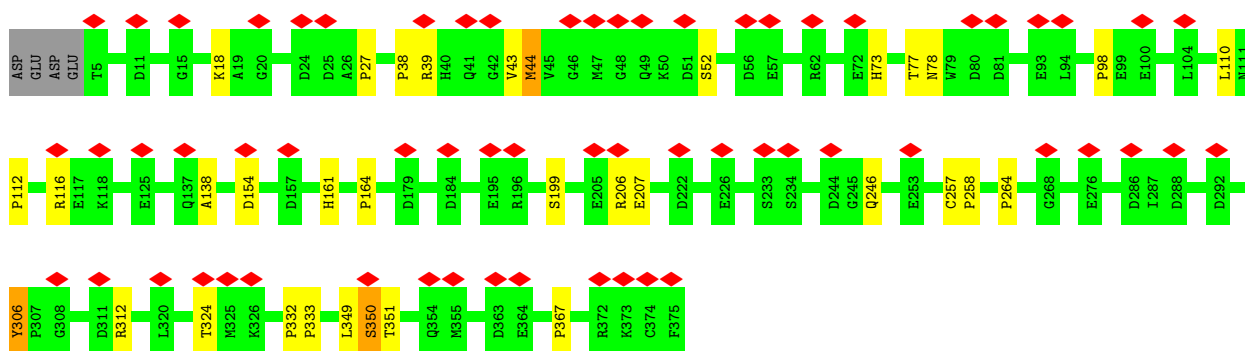 ASP GLU ASP GLU T5 D11 G15 K18 A19 G20 D24 D25 A26 P27 P38 R39 H40 Q41 G42 V43 M44 V45 G46 M47 G48 Q49 K50 D51 S52 D56 E57 R62 E72 H73 T77 N78 W79 D80 D81 E93 L94 P98 E99 E100 L104 L110 N111
P112 R116 E117 K118 E125 Q137 A138 D154 D157 H161 P164 D179 D184 E195 R196 S199 E205 R206 E207 D222 E226 S233 S234 D244 G245 Q246 E253 C257 P258 P264 G268 E276 D286 I287 D288 D292
Y306 P307 G308 D311 R312 L320 T324 M325 K326 P332 P333 L349 S350 T351 Q354 M355 D363 E364 P367 R372 K373 C374 F375